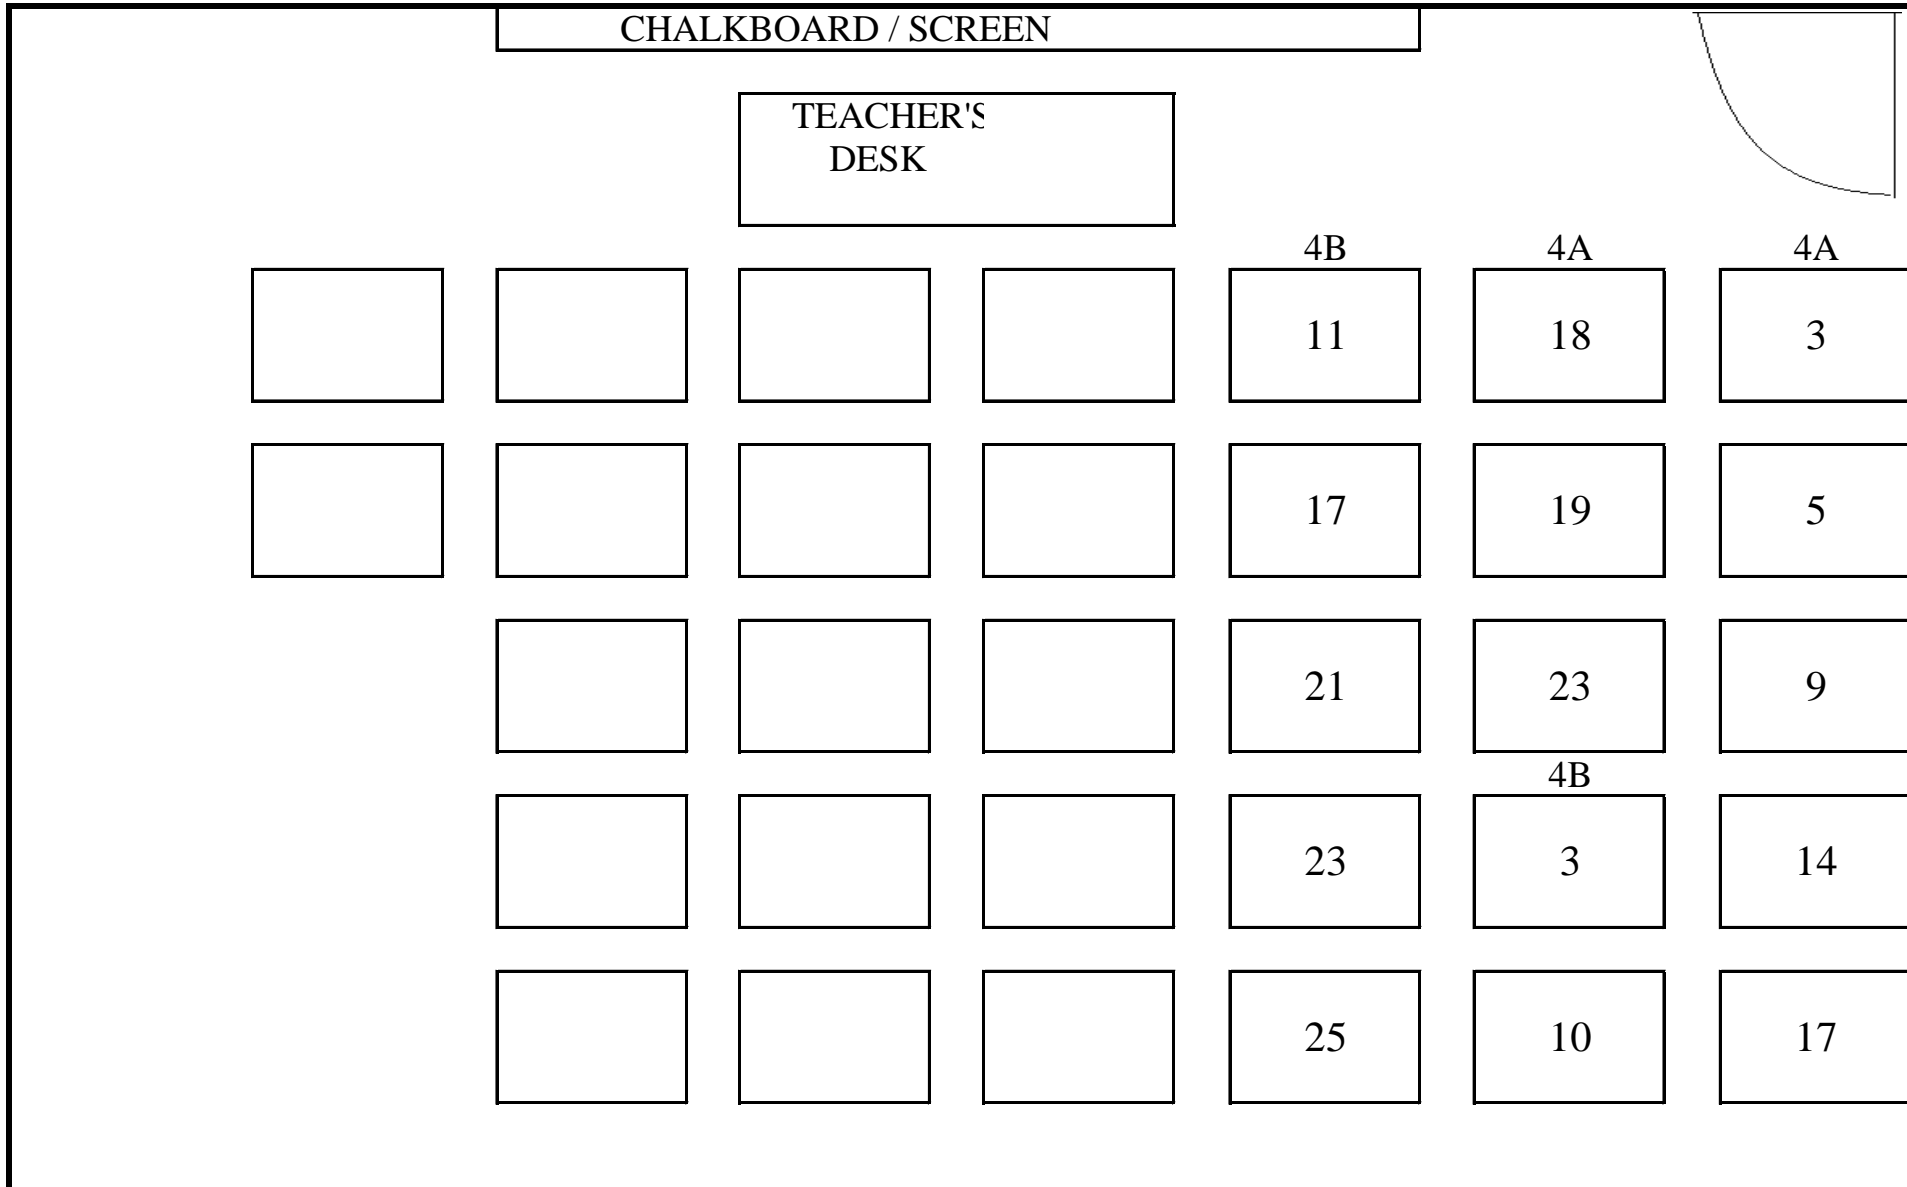 CHALKBOARD / SCREEN
TEACHER'S
DESK
4B 4A 4A
11 18 3
17 19 5
21 23 9
4B
23 3 14
25 10 17